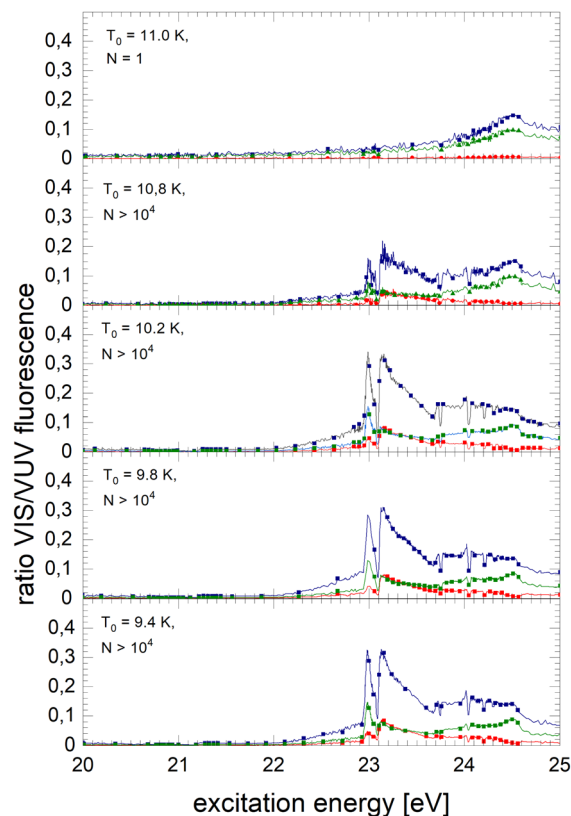 T₀ = 11.0 K,
N = 1
0,4
0,3
0,2
0,1
0
T₀ = 10,8 K,
N > 10⁴
0,4
0,3
0,2
0,1
0
T₀ = 10.2 K,
N > 10⁴
0,4
0,3
0,2
0,1
0
T₀ = 9.8 K,
N > 10⁴
0,4
0,3
0,2
0,1
0
T₀ = 9.4 K,
N > 10⁴
0,4
0,3
0,2
0,1
0
ratio VIS/VUV fluorescence
20 21 22 23 24 25
excitation energy [eV]